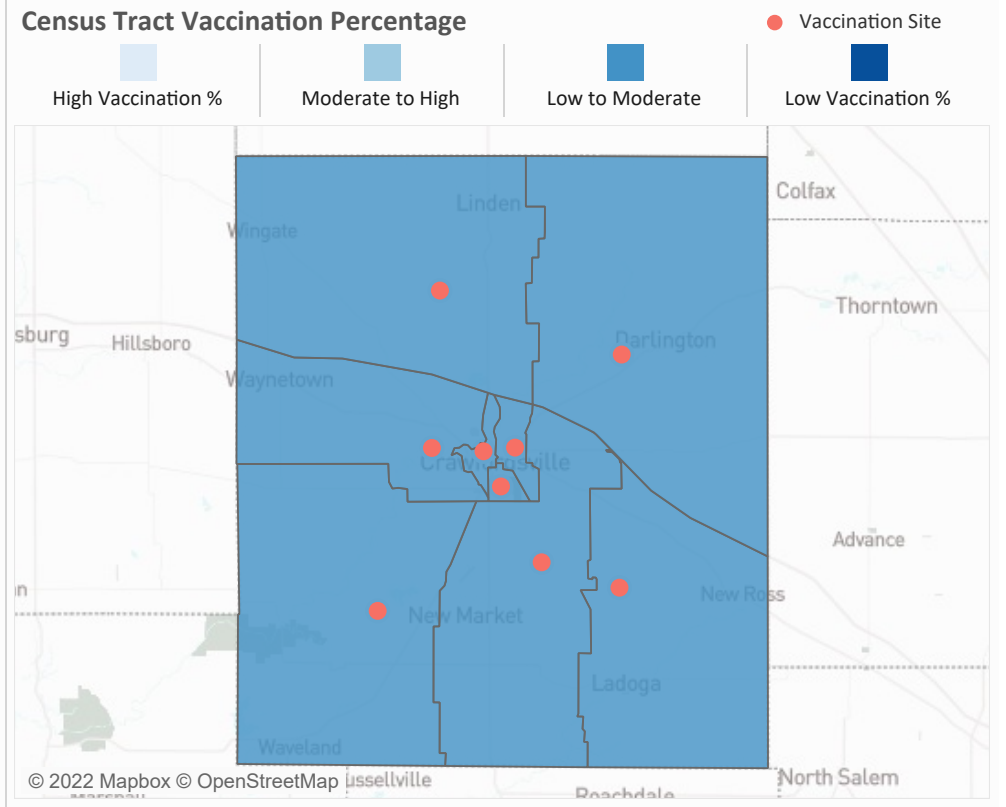 Census Tract Vaccination Percentage
Vaccination Site
High Vaccination %
Moderate to High
Low to Moderate
Low Vaccination %
Linden
Colfax
Wingate
Thorntown
sburg
Hillsboro
Darlington
Waynetown
Crawfordsville
Advance
n
New Ross
New Market
Ladoga
Waveland
© 2022 Mapbox © OpenStreetMap
ussellville
North Salem
Roachdale